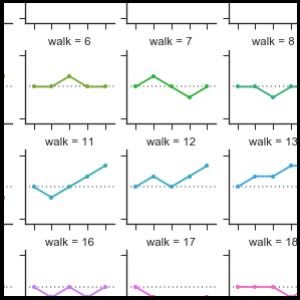 walk = 6
walk = 7
walk = 8
walk = 11
walk = 12
walk = 13
walk = 16
walk = 17
walk = 18